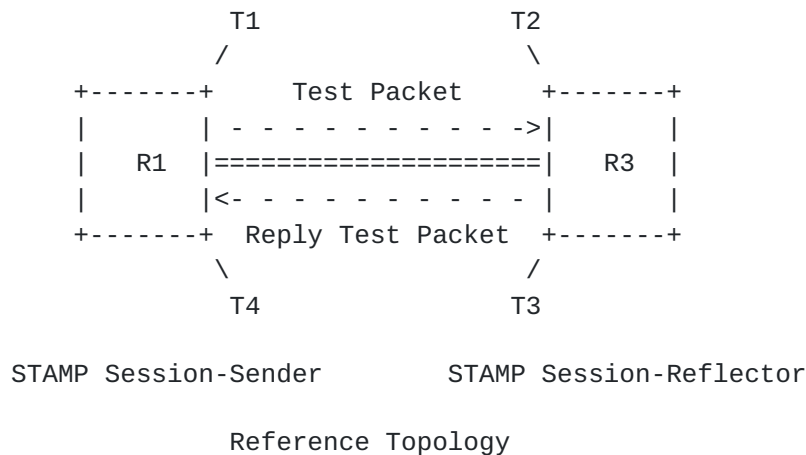 T1 T2
/ \
+-------+ Test Packet +-------+
| | - - - - - - - - - ->| |
| R1 |=====================| R3 |
| |<- - - - - - - - - - | |
+-------+ Reply Test Packet +-------+
\ /
T4 T3
STAMP Session-Sender STAMP Session-Reflector
Reference Topology